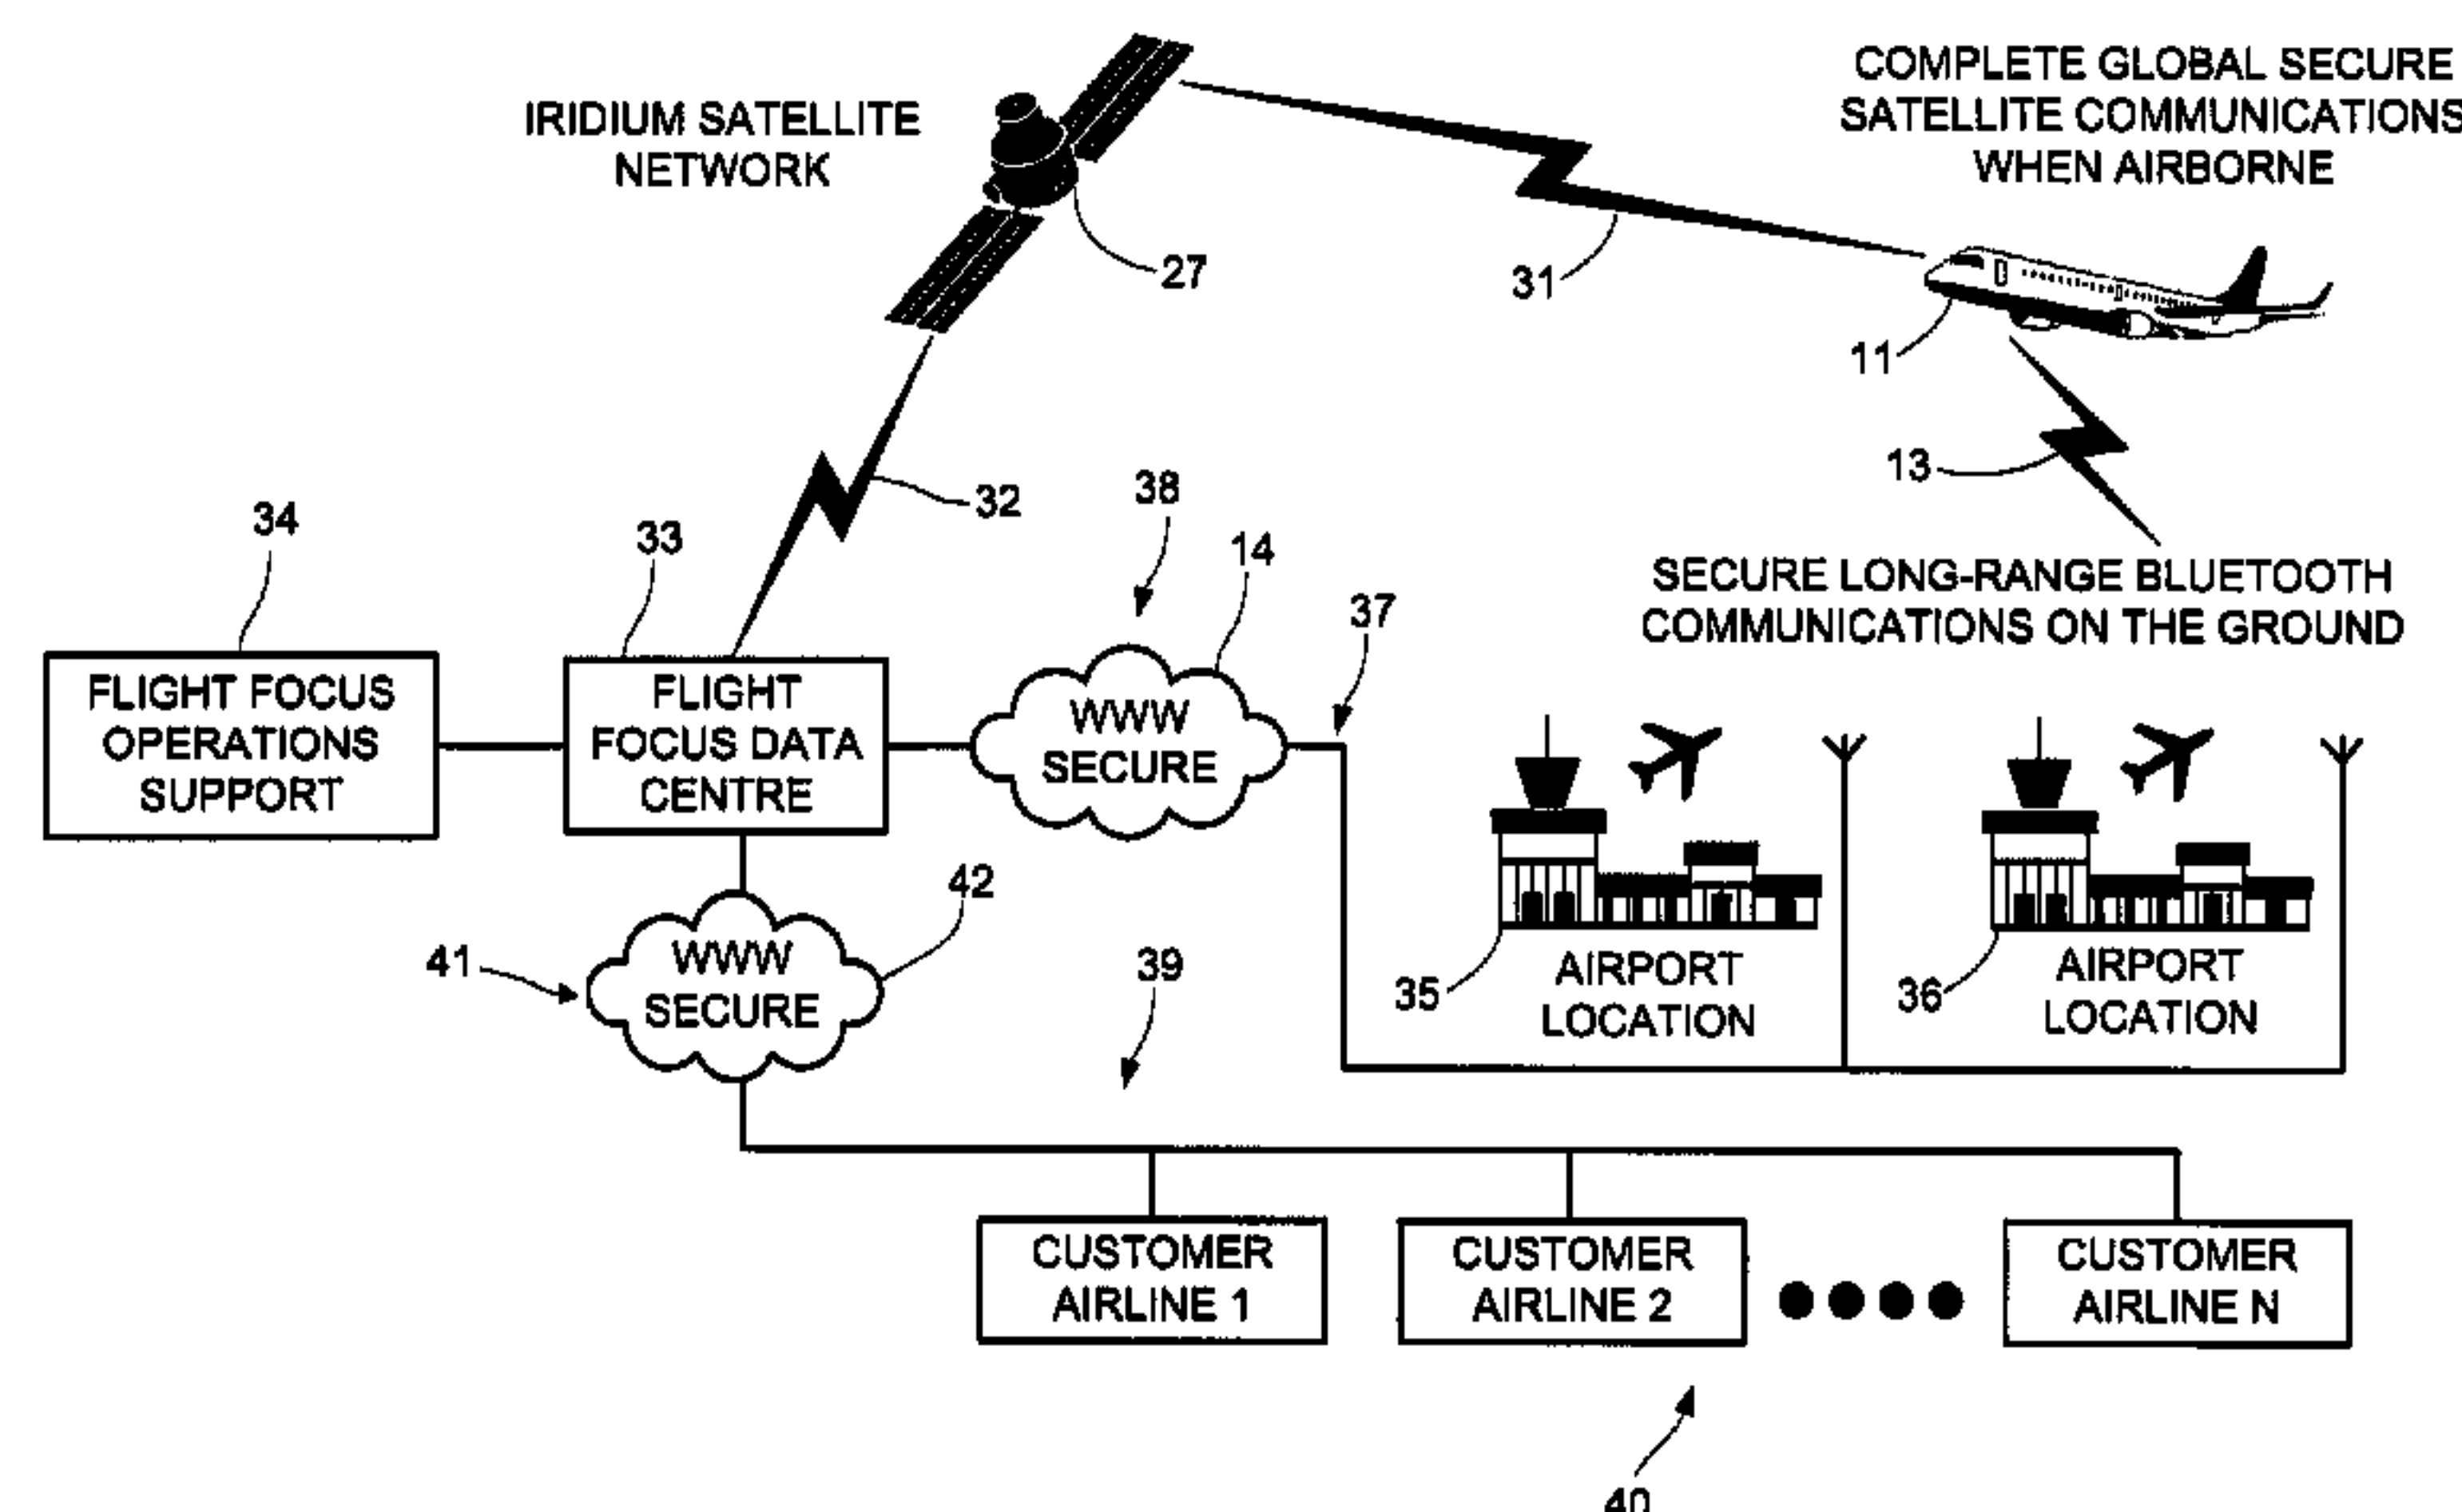 IRIDIUM SATELLITE
NETWORK
COMPLETE GLOBAL SECURE
SATELLITE COMMUNICATIONS
WHEN AIRBORNE
27
31
11
13
32
38
14
37
34
33
SECURE LONG-RANGE BLUETOOTH
COMMUNICATIONS ON THE GROUND
FLIGHT FOCUS
OPERATIONS
SUPPORT
FLIGHT
FOCUS DATA
CENTRE
WWW
SECURE
42
41
WWW
SECURE
39
35
AIRPORT
LOCATION
36
AIRPORT
LOCATION
CUSTOMER
AIRLINE 1
CUSTOMER
AIRLINE 2
CUSTOMER
AIRLINE N
40